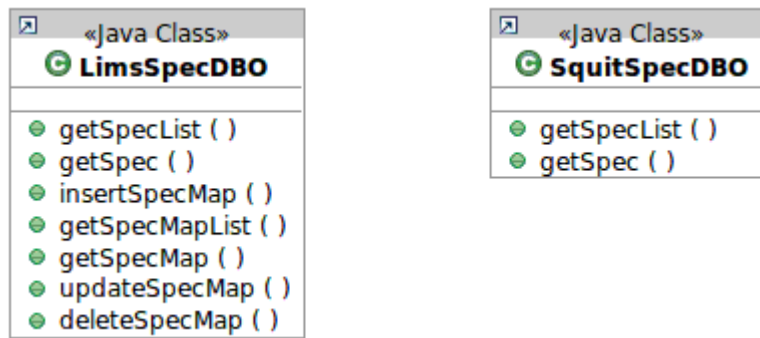 «Java Class»
C LimsSpecDBO
getSpecList ( )
getSpec ( )
insertSpecMap ( )
getSpecMapList ( )
getSpecMap ( )
updateSpecMap ( )
deleteSpecMap ( )
«Java Class»
C SquitSpecDBO
getSpecList ( )
getSpec ( )